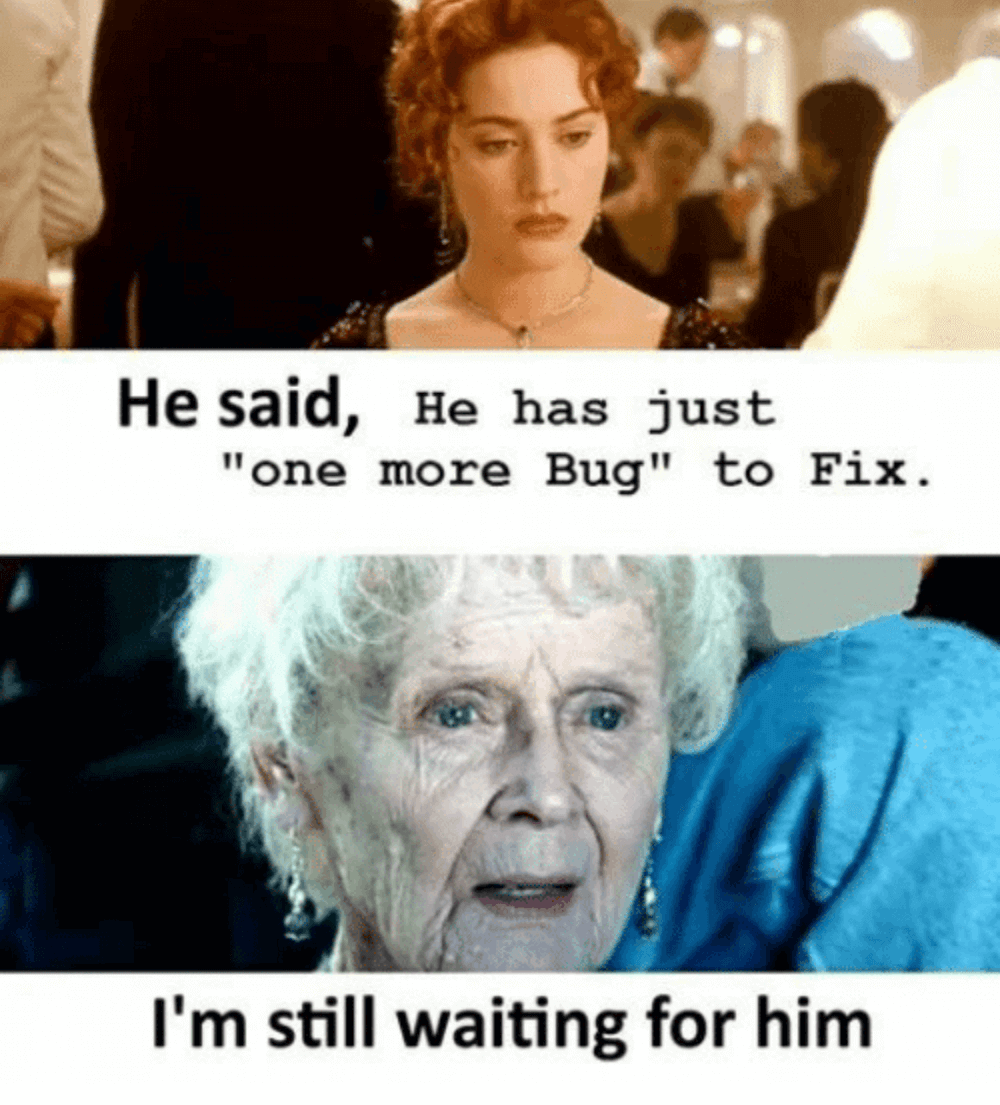 He said, He has just
"one more Bug" to Fix.
I'm still waiting for him